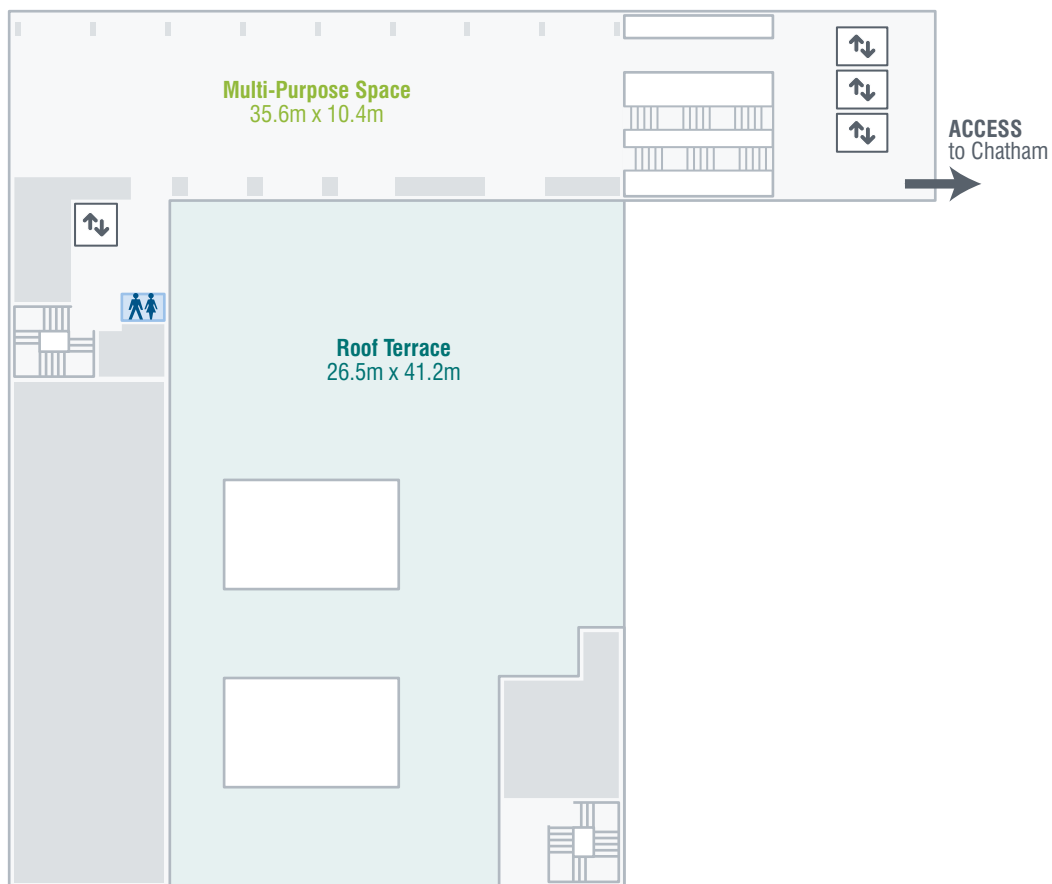 Multi-Purpose Space
35.6m x 10.4m
ACCESS
to Chatham
Roof Terrace
26.5m x 41.2m